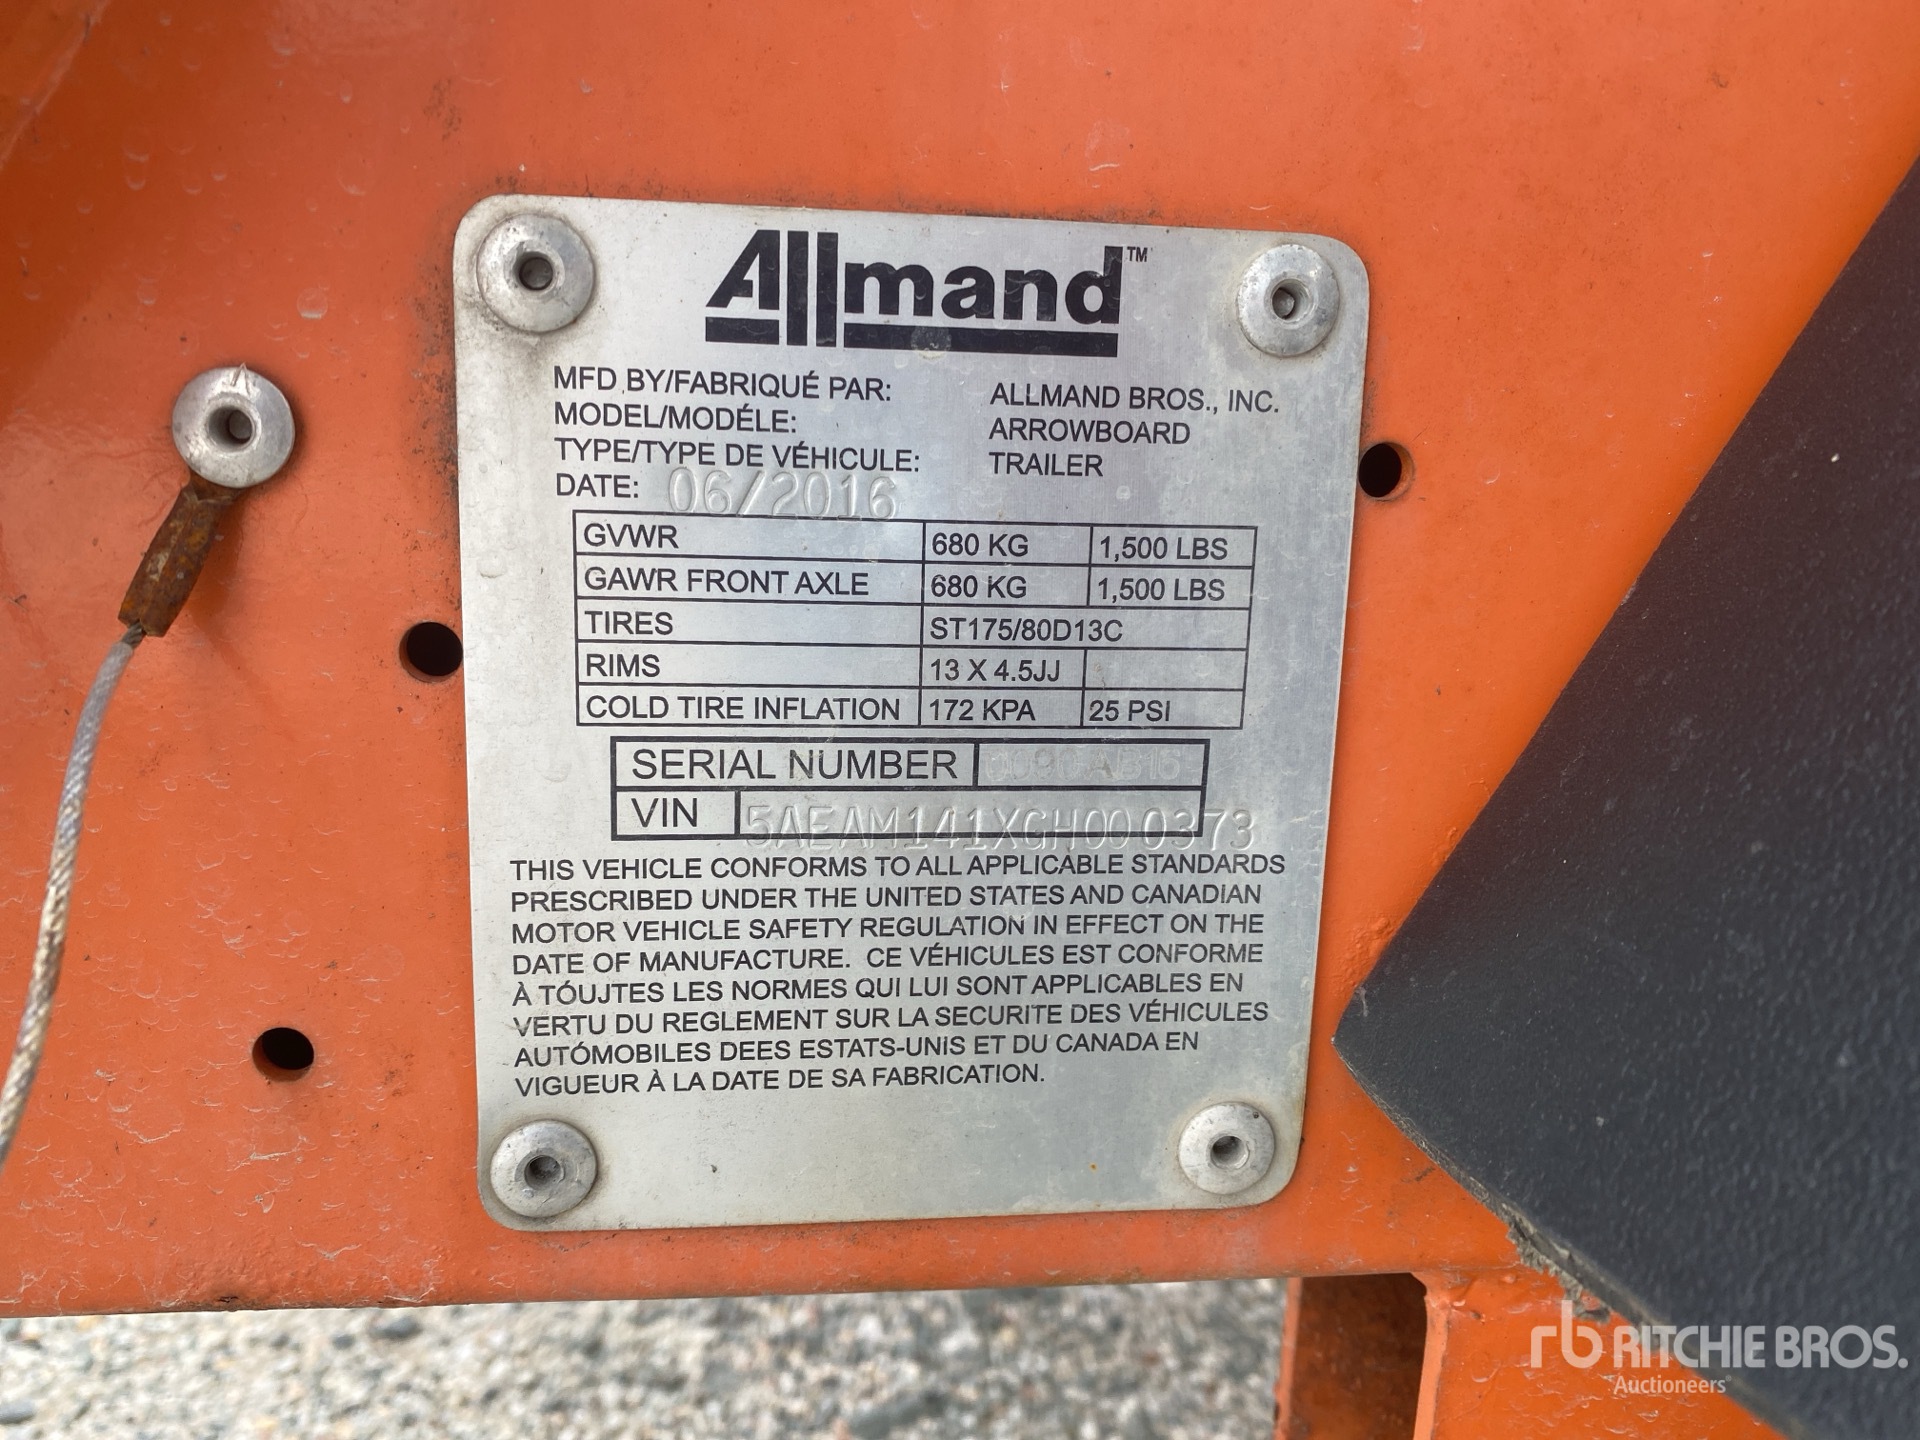 Allmand™
MFD BY/FABRIQUÉ PAR: ALLMAND BROS., INC.
MODEL/MODÉLE: ARROWBOARD
TYPE/TYPE DE VÉHICULE: TRAILER
DATE: 06/2016
GVWR 680 KG 1,500 LBS
GAWR FRONT AXLE 680 KG 1,500 LBS
TIRES ST175/80D13C
RIMS 13 X 4.5JJ
COLD TIRE INFLATION 172 KPA 25 PSI
SERIAL NUMBER
VIN 5AEAM141XGH000373
THIS VEHICLE CONFORMS TO ALL APPLICABLE STANDARDS
PRESCRIBED UNDER THE UNITED STATES AND CANADIAN
MOTOR VEHICLE SAFETY REGULATION IN EFFECT ON THE
DATE OF MANUFACTURE. CE VÉHICULES EST CONFORME
À TÓUJTES LES NORMES QUI LUI SONT APPLICABLES EN
VERTU DU REGLEMENT SUR LA SECURITE DES VÉHICULES
AUTÓMOBILES DEES ESTATS-UNIS ET DU CANADA EN
VIGUEUR À LA DATE DE SA FABRICATION.
rb RITCHIE BROS.
Auctioneers